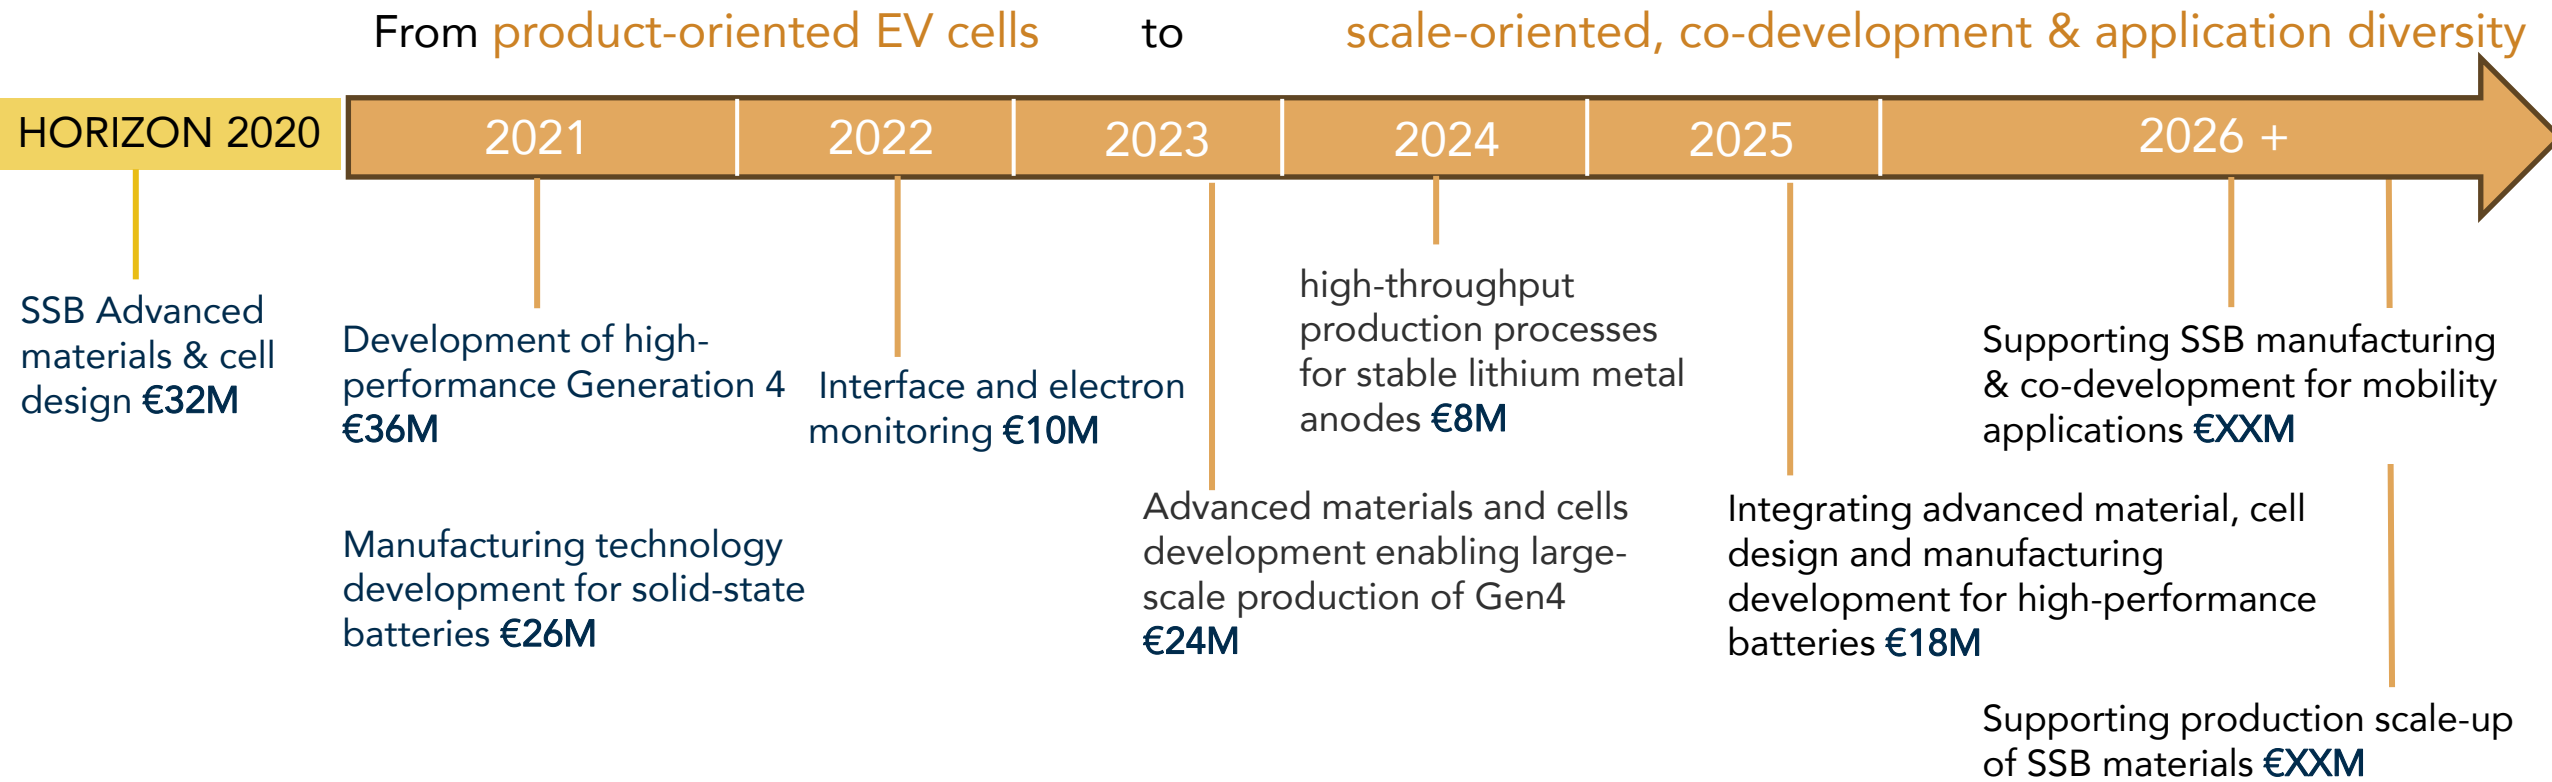 From product-oriented EV cells to scale-oriented, co-development & application diversity
HORIZON 2020
2021
2022
2023
2024
2025
2026 +
SSB Advanced
materials & cell
design €32M
Development of high-
performance Generation 4
€36M
Manufacturing technology
development for solid-state
batteries €26M
Interface and electron
monitoring €10M
Advanced materials and cells
development enabling large-
scale production of Gen4
€24M
high-throughput
production processes
for stable lithium metal
anodes €8M
Integrating advanced material, cell
design and manufacturing
development for high-performance
batteries €18M
Supporting SSB manufacturing
& co-development for mobility
applications €XXM
Supporting production scale-up
of SSB materials €XXM